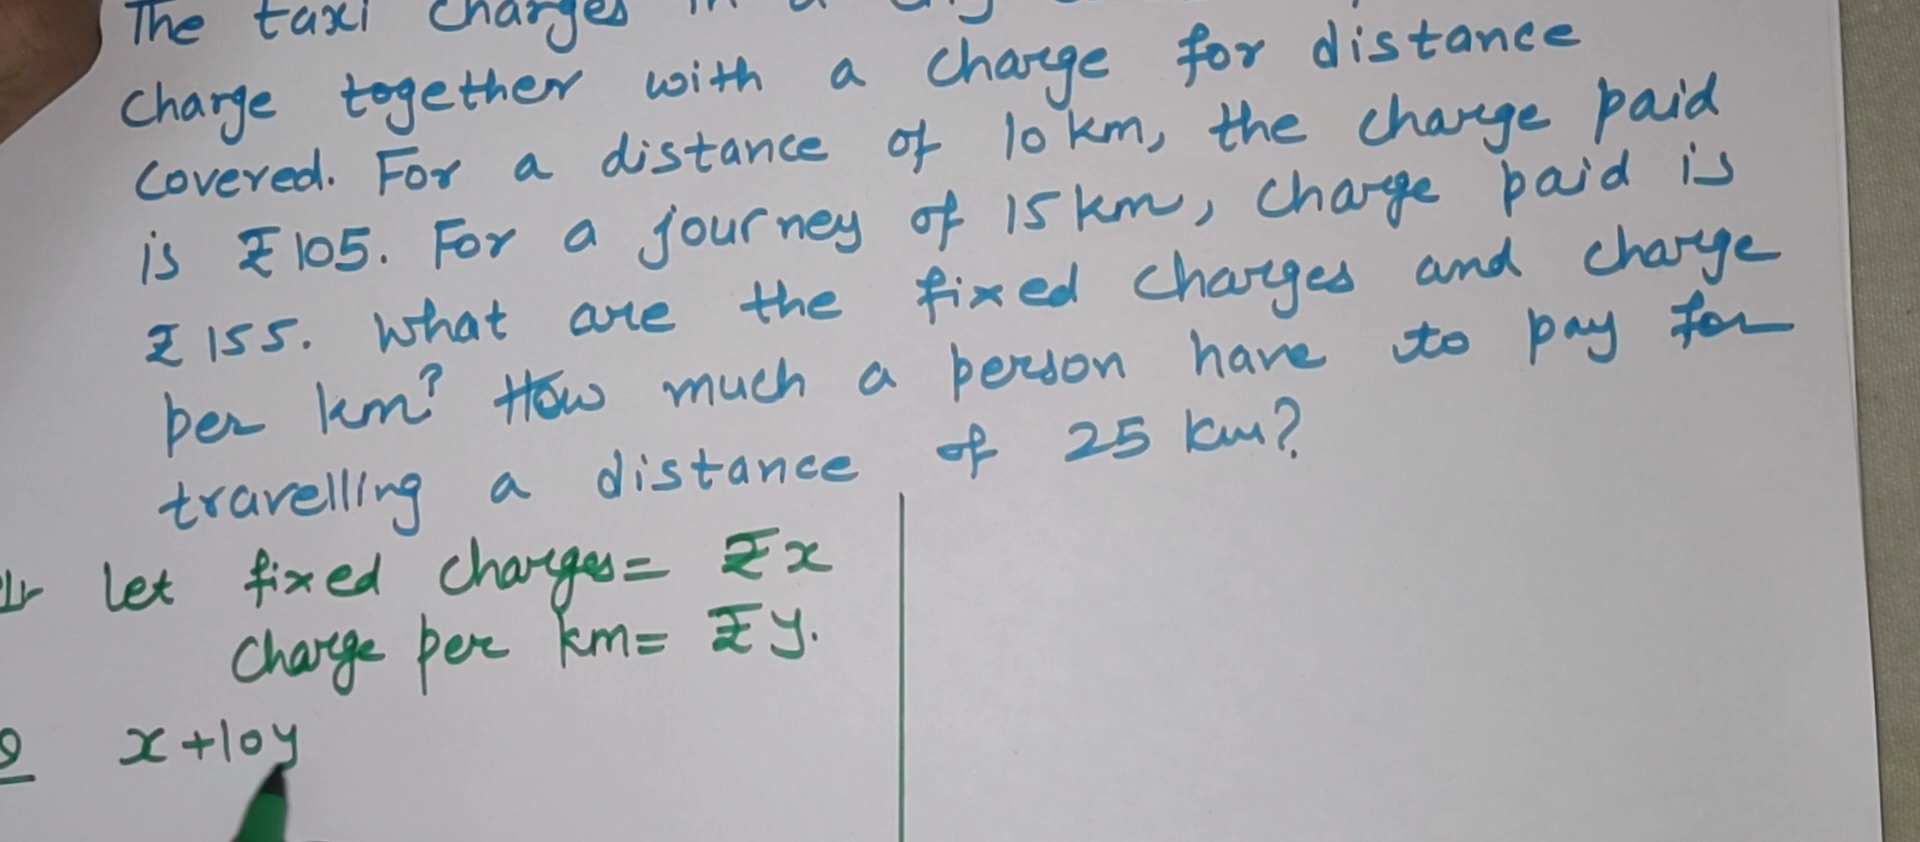 The taxi charges in a
charge together with a charge for distance
covered. For a distance of 10 km, the charge paid
is ₹105. For a journey of 15 km, charge paid is
₹155. What are the fixed charges and charge
per km? How much a person have to pay for
travelling a distance of 25 km?
Let fixed charges = ₹x
Charge per km = ₹y.
x+10y